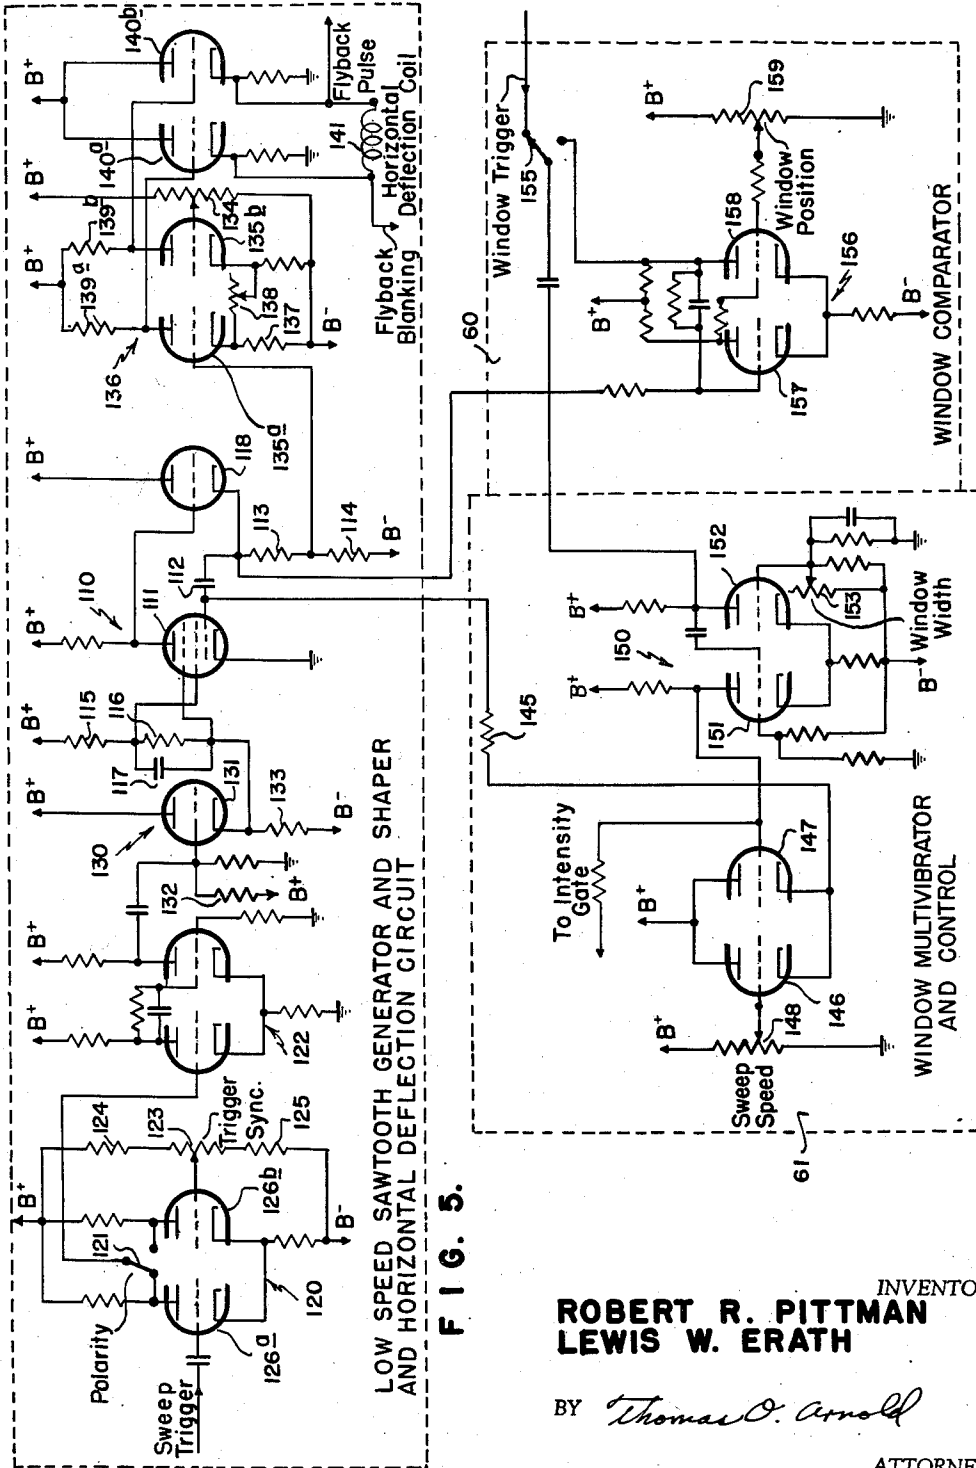 Sweep
Trigger
Polarity
126a
126b
120
121
B+
124
123
Trigger
Sync.
125
B-
122
B+
B+
132
B+
130
131
133
B-
B+
117
116
115
B+
110
111
112
B+
113
114
B-
118
B+
135a
136
139a
139b
B+
B+
134
135b
138
137
B-
140a
140b
B+
141
Flyback
Pulse
Horizontal
Deflection Coil
Flyback
Blanking
LOW SPEED SAWTOOTH GENERATOR AND SHAPER
AND HORIZONTAL DEFLECTION CIRCUIT
FIG. 5.
Window Trigger
155
60
B+
159
Window
Position
158
157
156
B+
B-
WINDOW COMPARATOR
61
Sweep
Speed
B+
148
146
147
B+
To Intensity
Gate
145
150
151
152
B+
B+
153
Window
Width
B-
WINDOW MULTIVIBRATOR
AND CONTROL
INVENTO
ROBERT R. PITTMAN
LEWIS W. ERATH
BY Thomas O. Arnold
ATTORNE